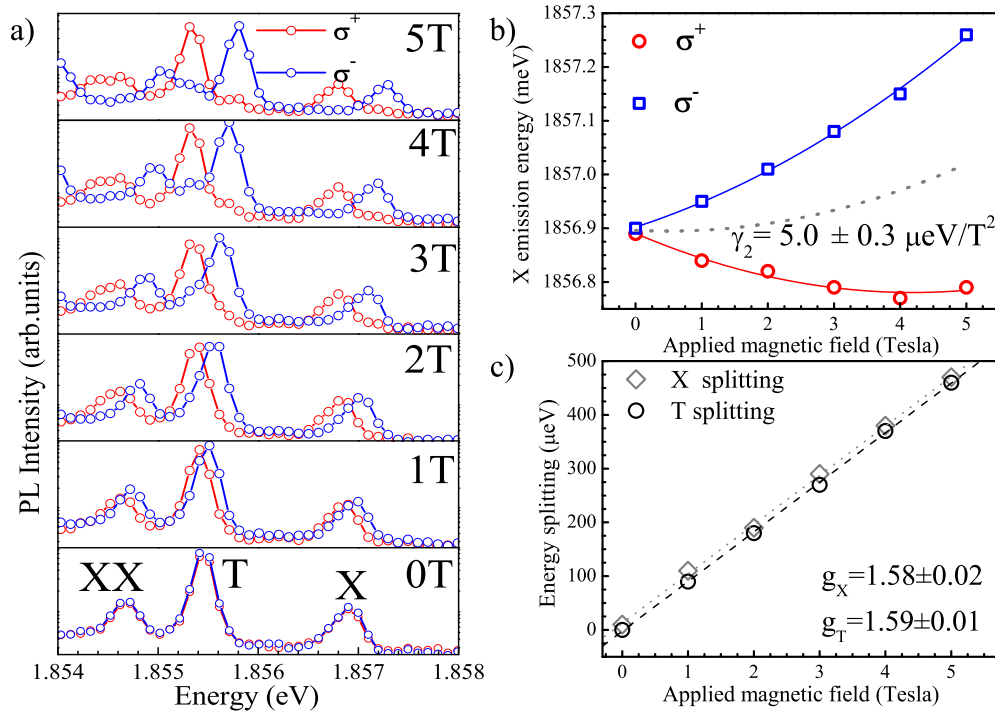 a)
σ+
σ-
5T
4T
3T
2T
1T
XX
T
X
0T
PL Intensity (arb.units)
1.854 1.855 1.856 1.857 1.858
Energy (eV)
b)
1857.3
1857.2
1857.1
1857.0
1856.9
1856.8
X emission energy (meV)
σ+
σ-
γ₂= 5.0 ± 0.3 μeV/T²
0 1 2 3 4 5
Applied magnetic field (Tesla)
c)
500
400
300
200
100
0
Energy splitting (μeV)
X splitting
T splitting
gX=1.58±0.02
gT=1.59±0.01
0 1 2 3 4 5
Applied magnetic field (Tesla)